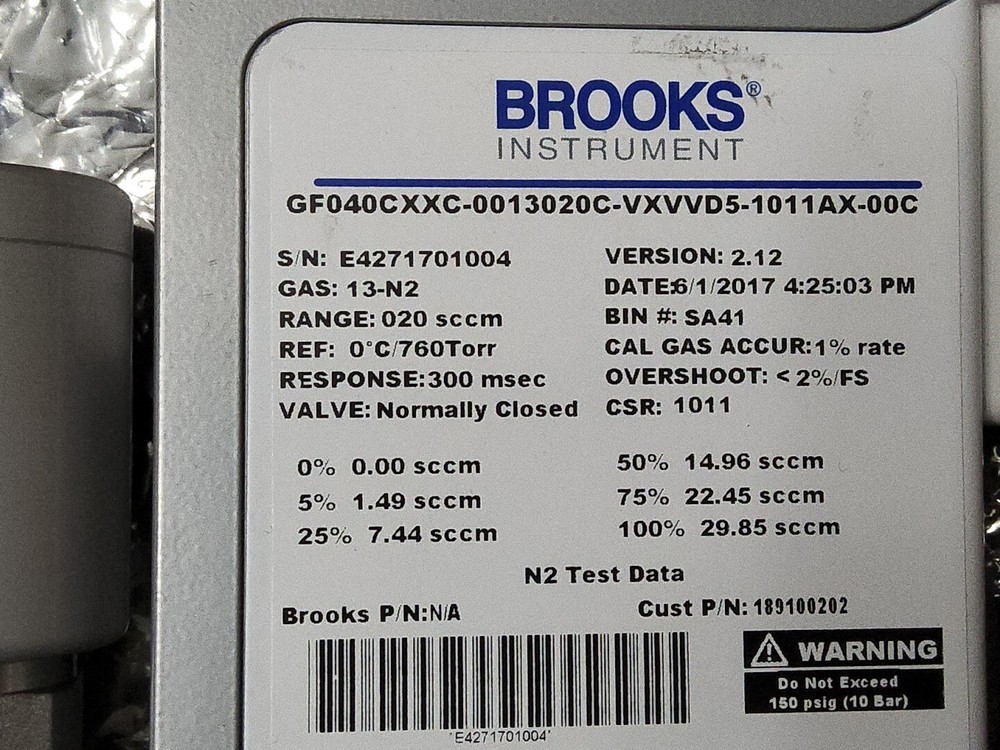 BROOKS®
INSTRUMENT
GF040CXXC-0013020C-VXVVD5-1011AX-00C
S/N: E4271701004
VERSION: 2.12
GAS: 13-N2
DATE:6/1/2017 4:25:03 PM
RANGE: 020 sccm
BIN #: SA41
REF: 0°C/760Torr
CAL GAS ACCUR:1% rate
RESPONSE:300 msec
OVERSHOOT: < 2%/FS
VALVE: Normally Closed
CSR: 1011
0% 0.00 sccm
50% 14.96 sccm
5% 1.49 sccm
75% 22.45 sccm
25% 7.44 sccm
100% 29.85 sccm
N2 Test Data
Brooks P/N:N/A
Cust P/N: 189100202
WARNING
Do Not Exceed
150 psig (10 Bar)
'E4271701004'